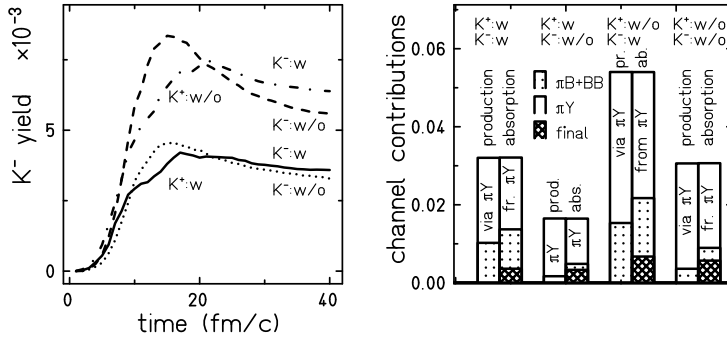 K⁻ yield ×10⁻³
5
0
0
20
40
time (fm/c)
K⁻:w
K⁺:w/o
K⁻:w/o
K⁻:w
K⁺:w
K⁻:w/o
channel contributions
0.06
0.04
0.02
0.00
K⁺:w
K⁻:w
K⁺:w
K⁻:w/o
K⁺:w/o
K⁻:w
K⁺:w/o
K⁻:w/o
πB+BB
πY
final
production
absorption
via πY
fr. πY
prod.
abs.
πY
πY
pr.
ab.
via πY
from πY
production
absorption
via πY
fr. πY